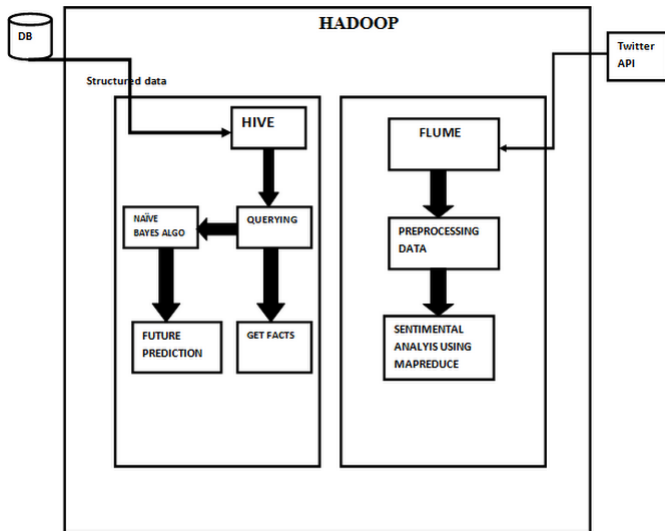 HADOOP
DB
Twitter
API
Structured data
HIVE
FLUME
NAÏVE
BAYES ALGO
QUERYING
PREPROCESSING
DATA
FUTURE
PREDICTION
GET FACTS
SENTIMENTAL
ANALYIS USING
MAPREDUCE